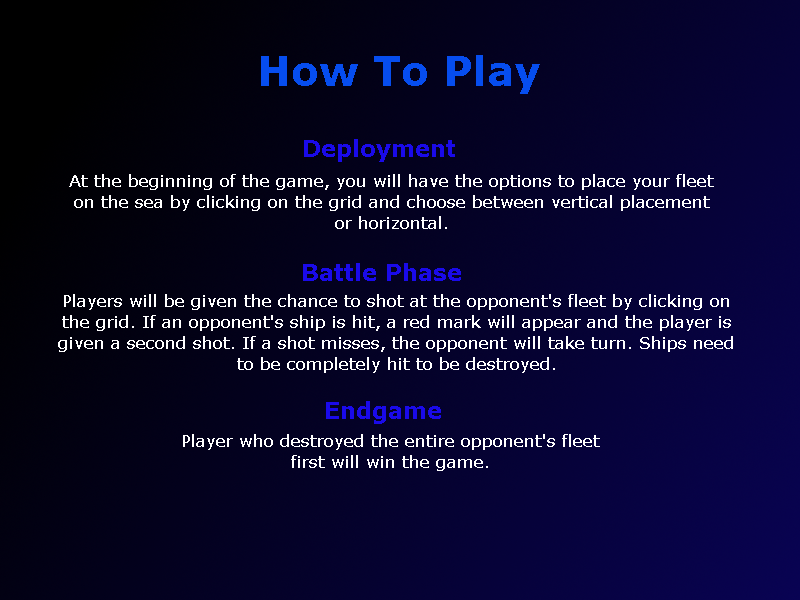 How To Play
Deployment
At the beginning of the game, you will have the options to place your fleet
on the sea by clicking on the grid and choose between vertical placement
or horizontal.
Battle Phase
Players will be given the chance to shot at the opponent's fleet by clicking on
the grid. If an opponent's ship is hit, a red mark will appear and the player is
given a second shot. If a shot misses, the opponent will take turn. Ships need
to be completely hit to be destroyed.
Endgame
Player who destroyed the entire opponent's fleet
first will win the game.